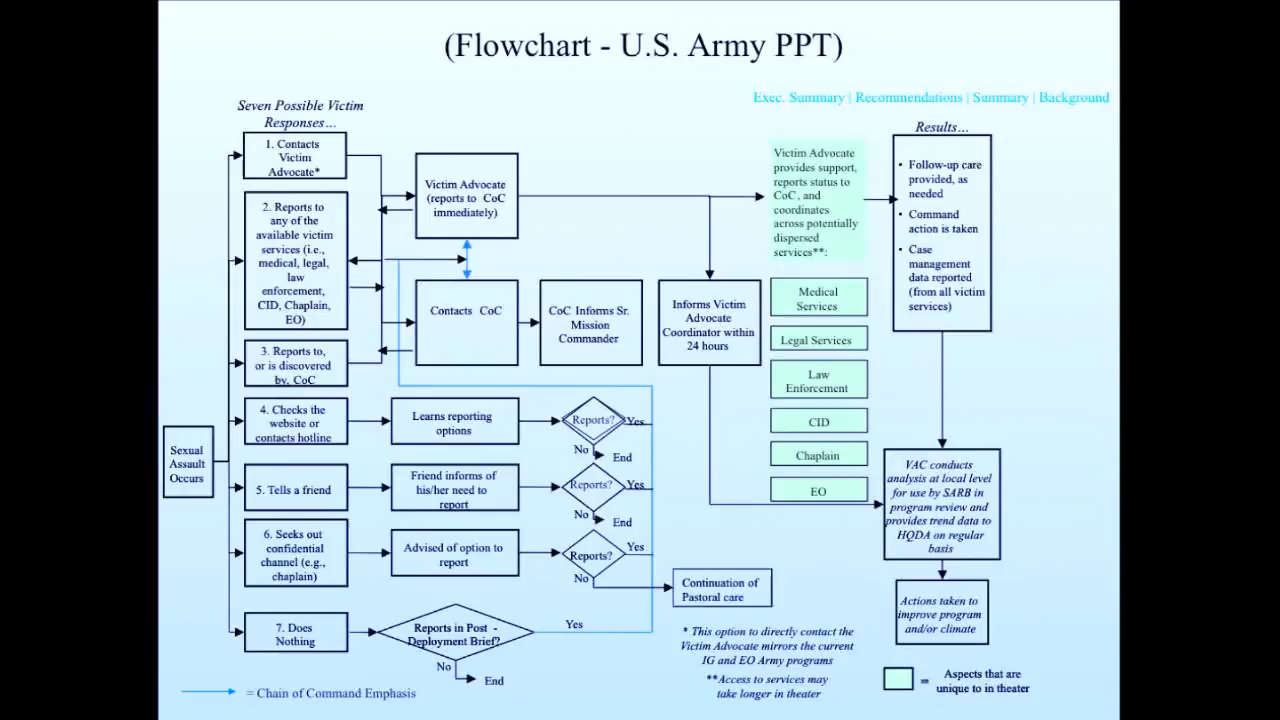 (Flowchart - U.S. Army PPT)
Exec. Summary | Recommendations | Summary | Background
Seven Possible Victim
Responses…
Results…
1. Contacts
Victim
Advocate*
2. Reports to
any of the
available victim
services (i.e.,
medical, legal,
law
enforcement,
CID, Chaplain,
EO)
3. Reports to,
or is discovered
by, CoC
4. Checks the
website or
contacts hotline
5. Tells a friend
6. Seeks out
confidential
channel (e.g.,
chaplain)
7. Does
Nothing
Sexual
Assault
Occurs
Victim Advocate
(reports to CoC
immediately)
Contacts CoC
CoC Informs Sr.
Mission
Commander
Informs Victim
Advocate
Coordinator within
24 hours
Learns reporting
options
Reports?
Yes
No
End
Friend informs of
his/her need to
report
Reports?
Yes
No
End
Advised of option to
report
Reports?
Yes
No
Continuation of
Pastoral care
Reports in Post -
Deployment Brief?
Yes
No
End
Victim Advocate
provides support,
reports status to
CoC, and
coordinates
across potentially
dispersed
services**:
Medical
Services
Legal Services
Law
Enforcement
CID
Chaplain
EO
• Follow-up care
provided, as
needed
• Command
action is taken
• Case
management
data reported
(from all victim
services)
VAC conducts
analysis at local level
for use by SARB in
program review and
provides trend data to
HQDA on regular
basis
Actions taken to
improve program
and/or climate
* This option to directly contact the
Victim Advocate mirrors the current
IG and EO Army programs
**Access to services may
take longer in theater
= Aspects that are
unique to in theater
= Chain of Command Emphasis